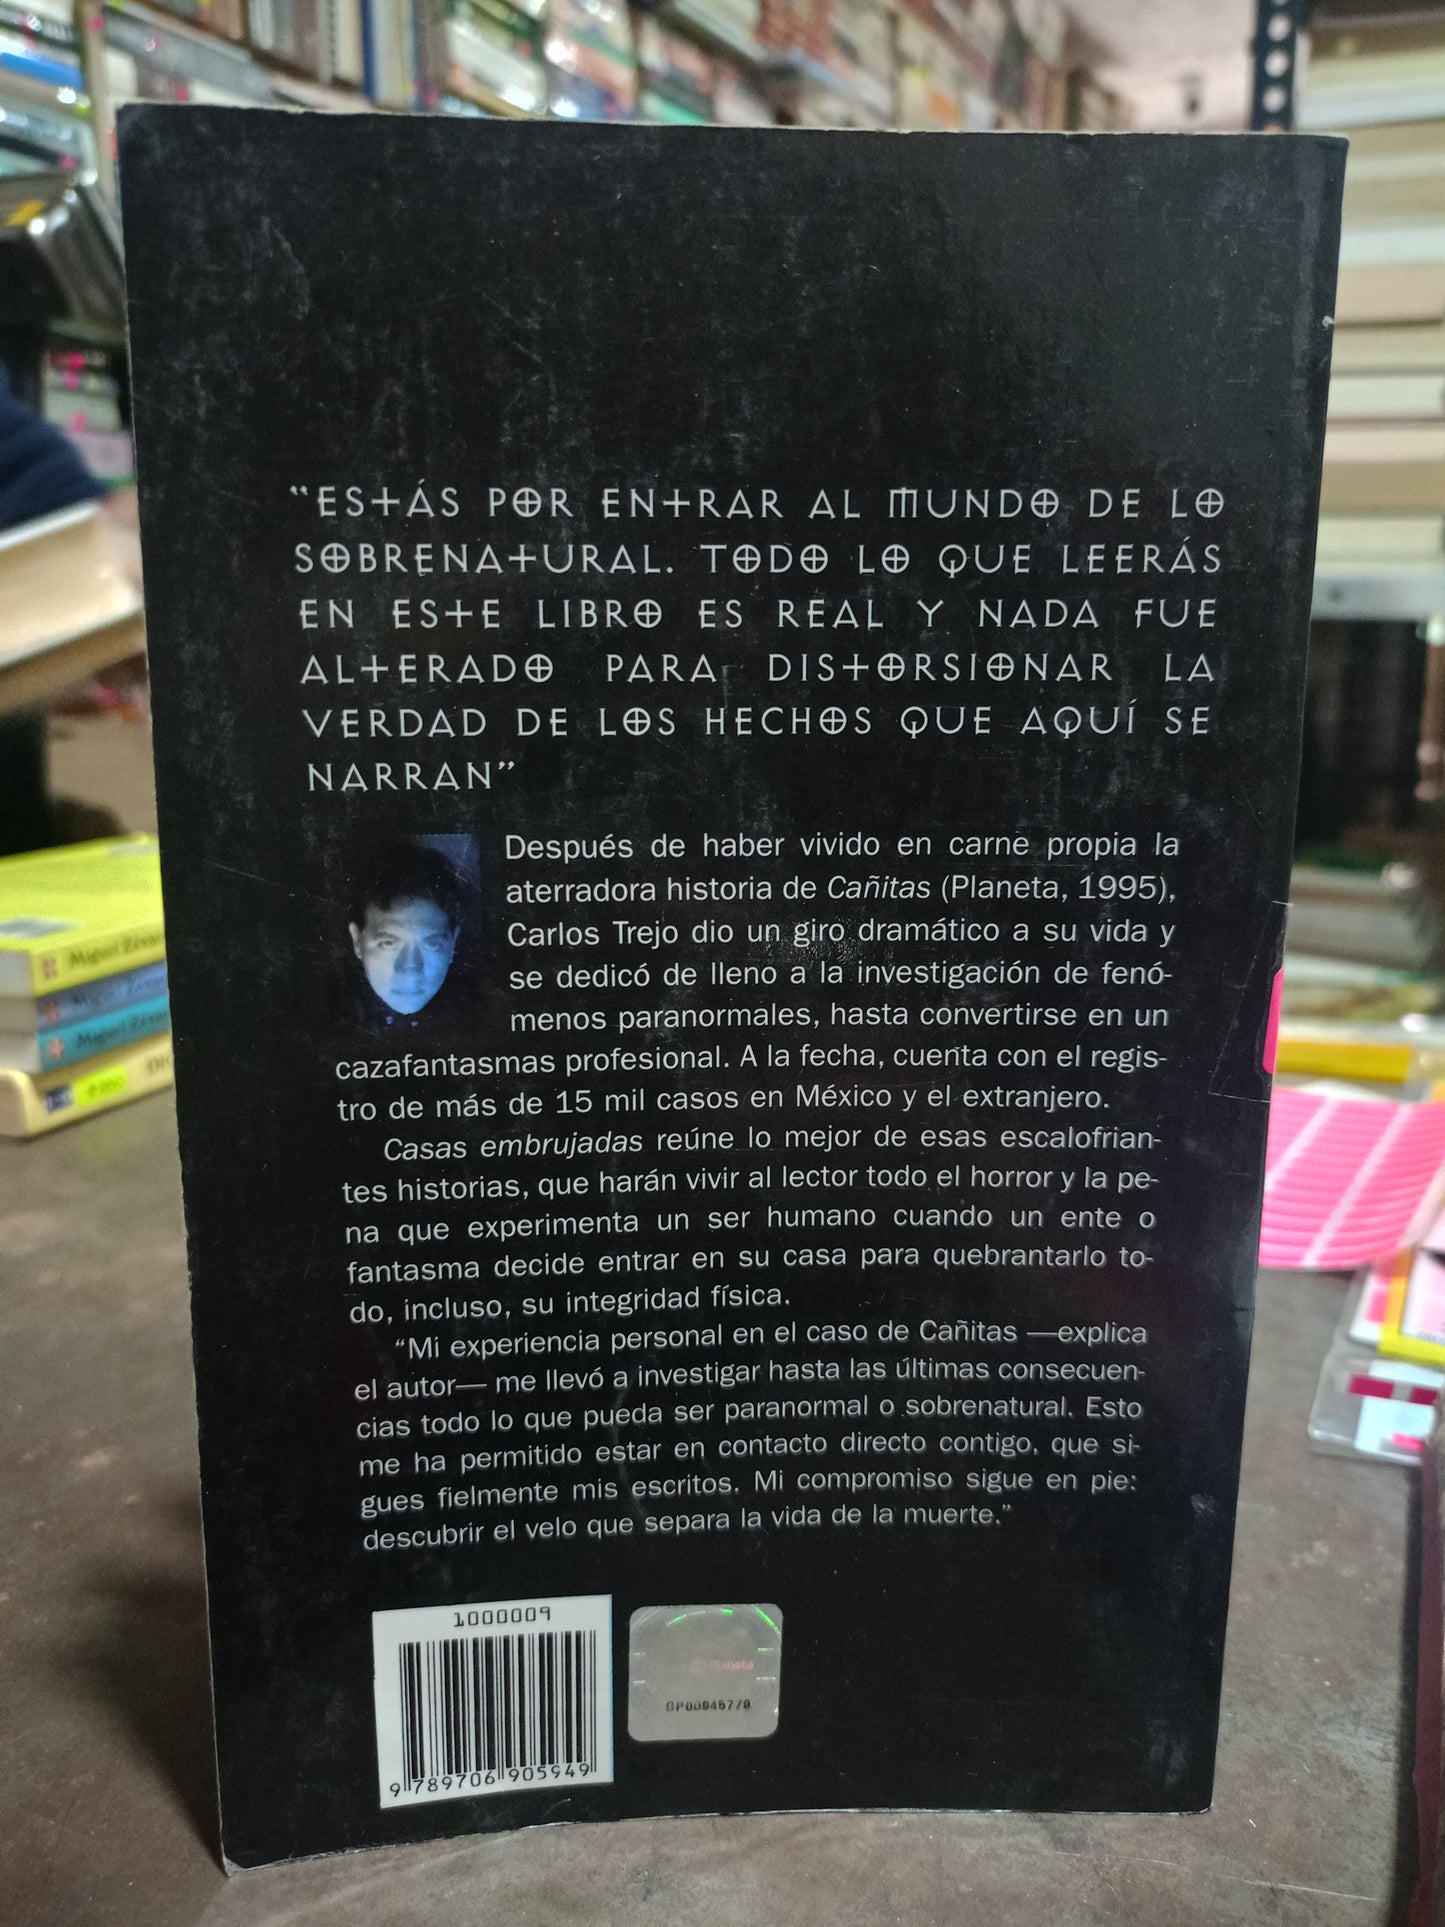 “ESTÁS POR ENTRAR AL MUNDO DE LO
SOBRENATURAL. TODO LO QUE LEERÁS
EN ESTE LIBRO ES REAL Y NADA FUE
ALTERADO PARA DISTORSIONAR LA
VERDAD DE LOS HECHOS QUE AQUÍ SE
NARRAN”
Después de haber vivido en carne propia la
aterradora historia de Cañitas (Planeta, 1995),
Carlos Trejo dio un giro dramático a su vida y
se dedicó de lleno a la investigación de fenó-
menos paranormales, hasta convertirse en un
cazafantasmas profesional. A la fecha, cuenta con el regis-
tro de más de 15 mil casos en México y el extranjero.
Casas embrujadas reúne lo mejor de esas escalofrian-
tes historias, que harán vivir al lector todo el horror y la pe-
na que experimenta un ser humano cuando un ente o
fantasma decide entrar en su casa para quebrantarlo to-
do, incluso, su integridad física.
“Mi experiencia personal en el caso de Cañitas —explica
el autor— me llevó a investigar hasta las últimas consecuen-
cias todo lo que pueda ser paranormal o sobrenatural. Esto
me ha permitido estar en contacto directo contigo, que si-
gues fielmente mis escritos. Mi compromiso sigue en pie:
descubrir el velo que separa la vida de la muerte.”
1000009
9 789706 905949
Planeta
Miguel
Miguel
Miguel